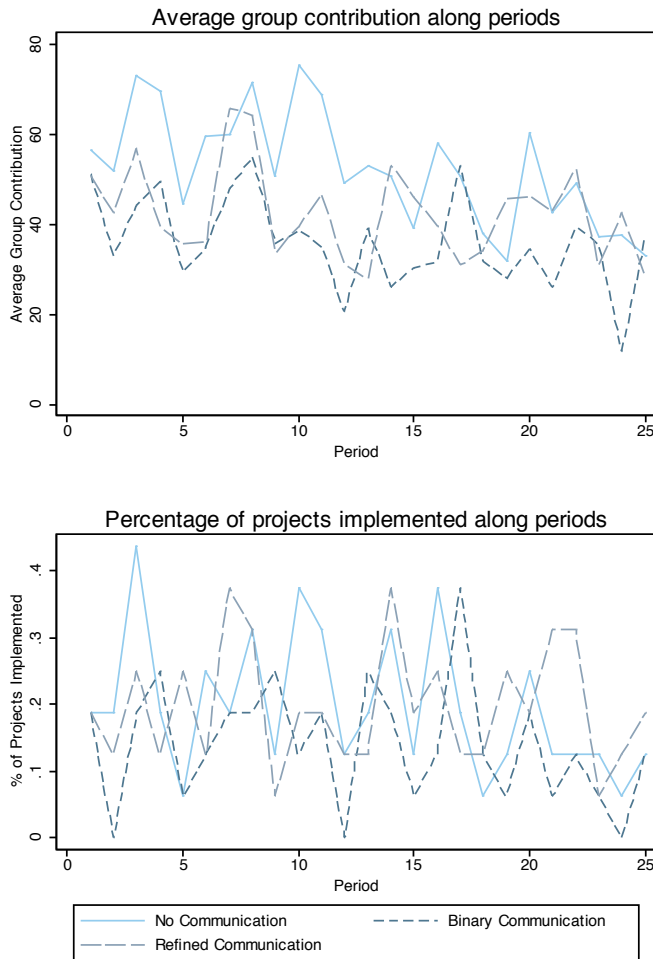 Average group contribution along periods
Average Group Contribution
80
60
40
20
0
0 5 10 15 20 25
Period
Percentage of projects implemented along periods
% of Projects Implemented
.4
.3
.2
.1
0
0 5 10 15 20 25
Period
No Communication Binary Communication
Refined Communication